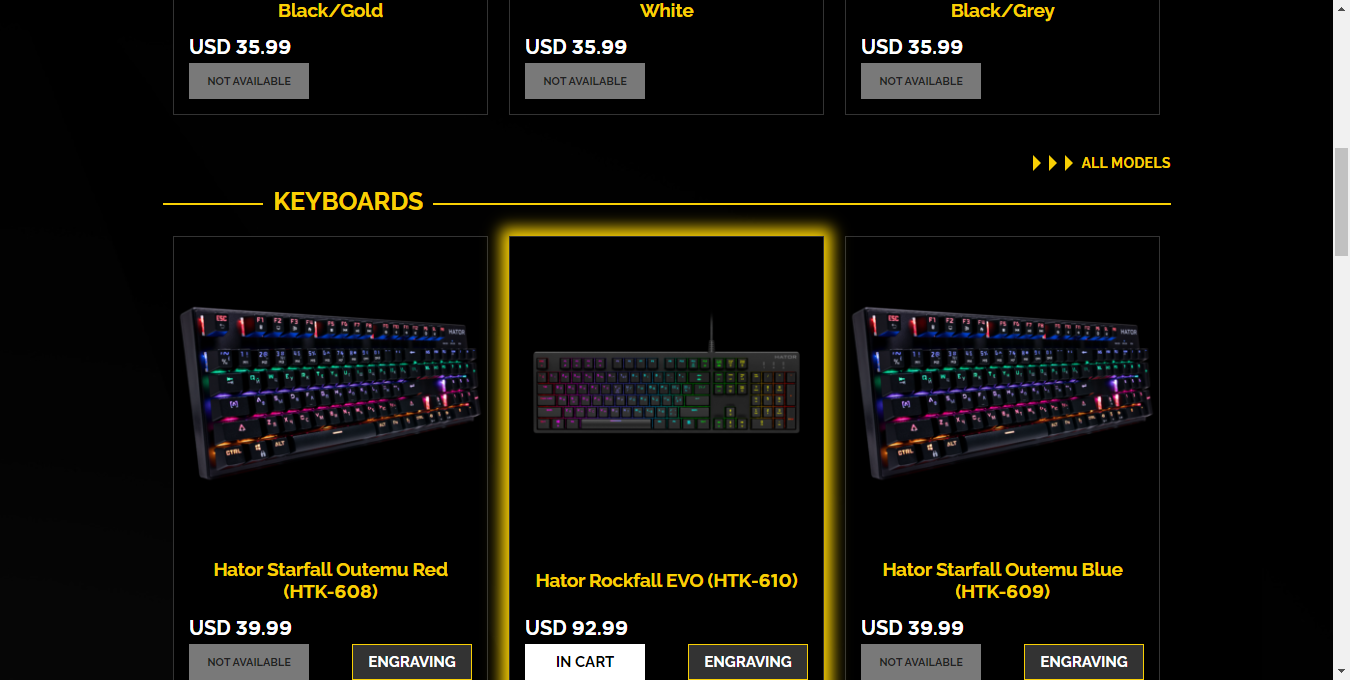 Black/Gold
White
Black/Grey
USD 35.99
USD 35.99
USD 35.99
NOT AVAILABLE
NOT AVAILABLE
NOT AVAILABLE
ALL MODELS
KEYBOARDS
HATOR
HATOR
HATOR
Hator Starfall Outemu Red
(HTK-608)
Hator Rockfall EVO (HTK-610)
Hator Starfall Outemu Blue
(HTK-609)
USD 39.99
USD 92.99
USD 39.99
NOT AVAILABLE
ENGRAVING
IN CART
ENGRAVING
NOT AVAILABLE
ENGRAVING